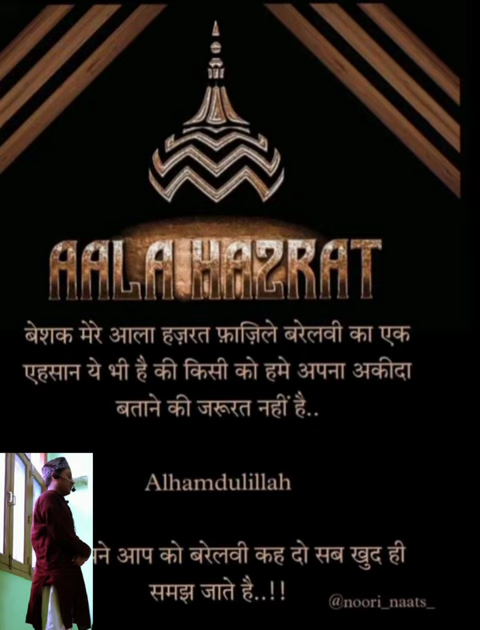 AALA HAZRAT
बेशक मेरे आला हज़रत फ़ाज़िले बरेलवी का एक
एहसान ये भी है की किसी को हमे अपना अकीदा
बताने की जरूरत नहीं है..
Alhamdulillah
आप को बरेलवी कह दो सब खुद ही
समझ जाते है..!!
@noori_naats_